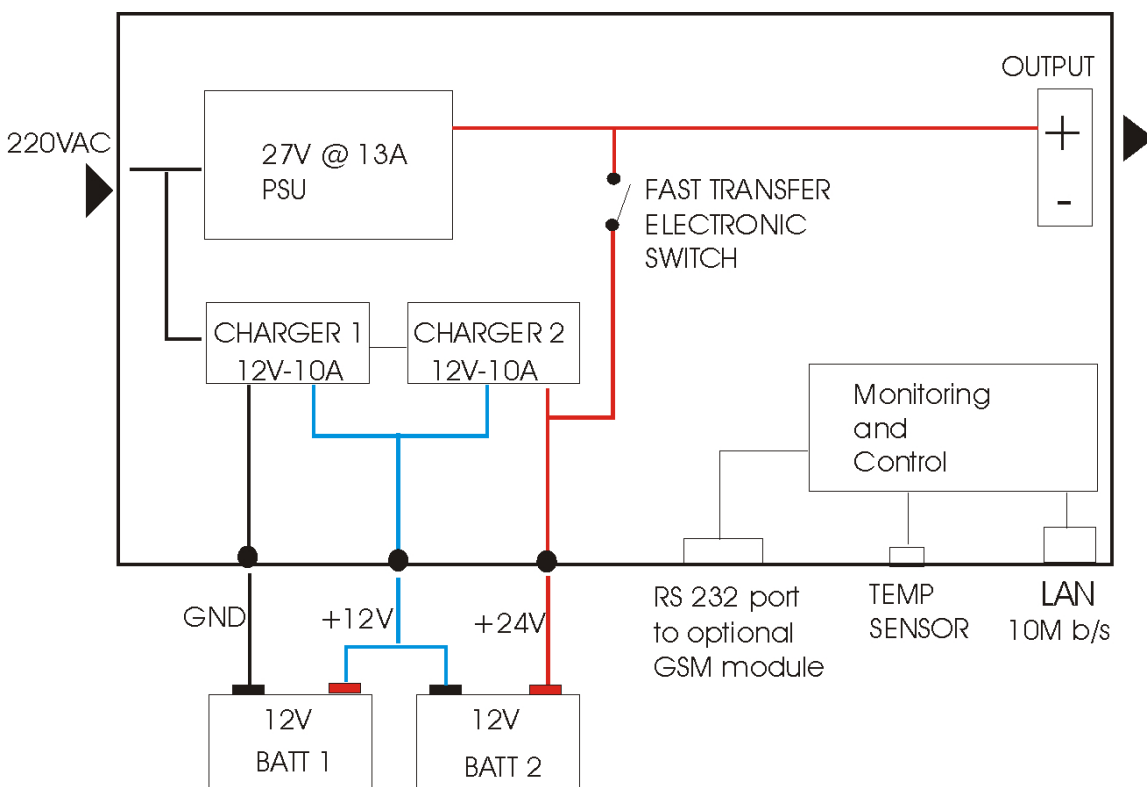 OUTPUT
220VAC
27V @ 13A
PSU
+
-
FAST TRANSFER
ELECTRONIC
SWITCH
CHARGER 1
12V-10A
CHARGER 2
12V-10A
Monitoring
and
Control
GND
+12V
+24V
RS 232 port
to optional
GSM module
TEMP
SENSOR
LAN
10M b/s
12V
BATT 1
12V
BATT 2